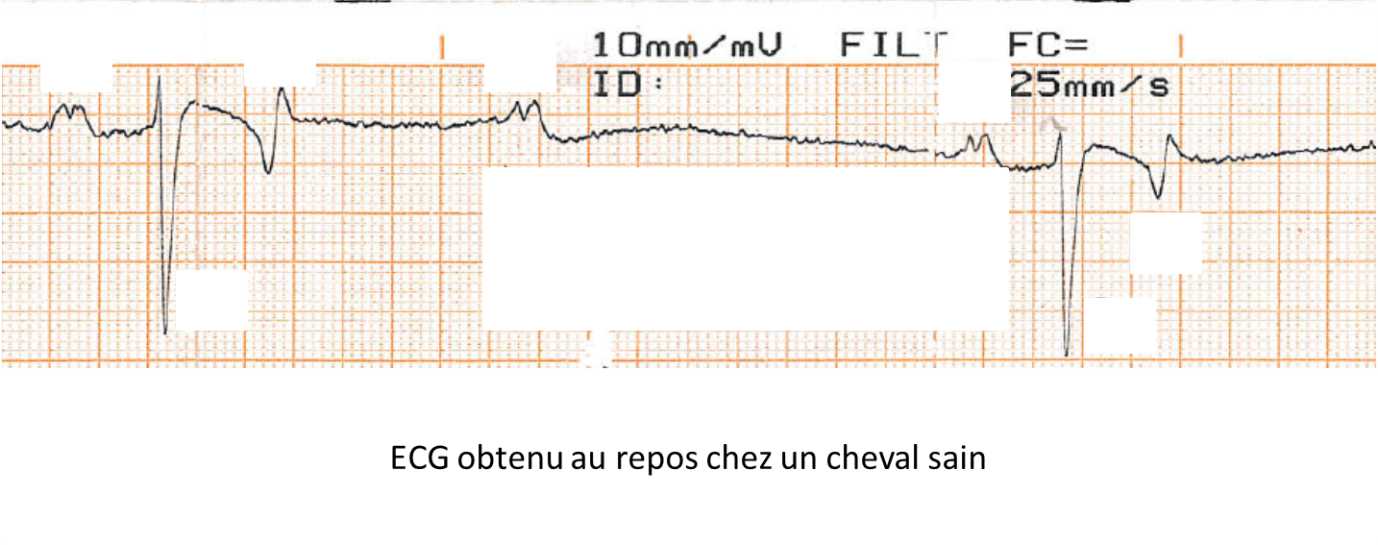 10mm/mV FILT FC=
ID: 25mm/s
ECG obtenu au repos chez un cheval sain